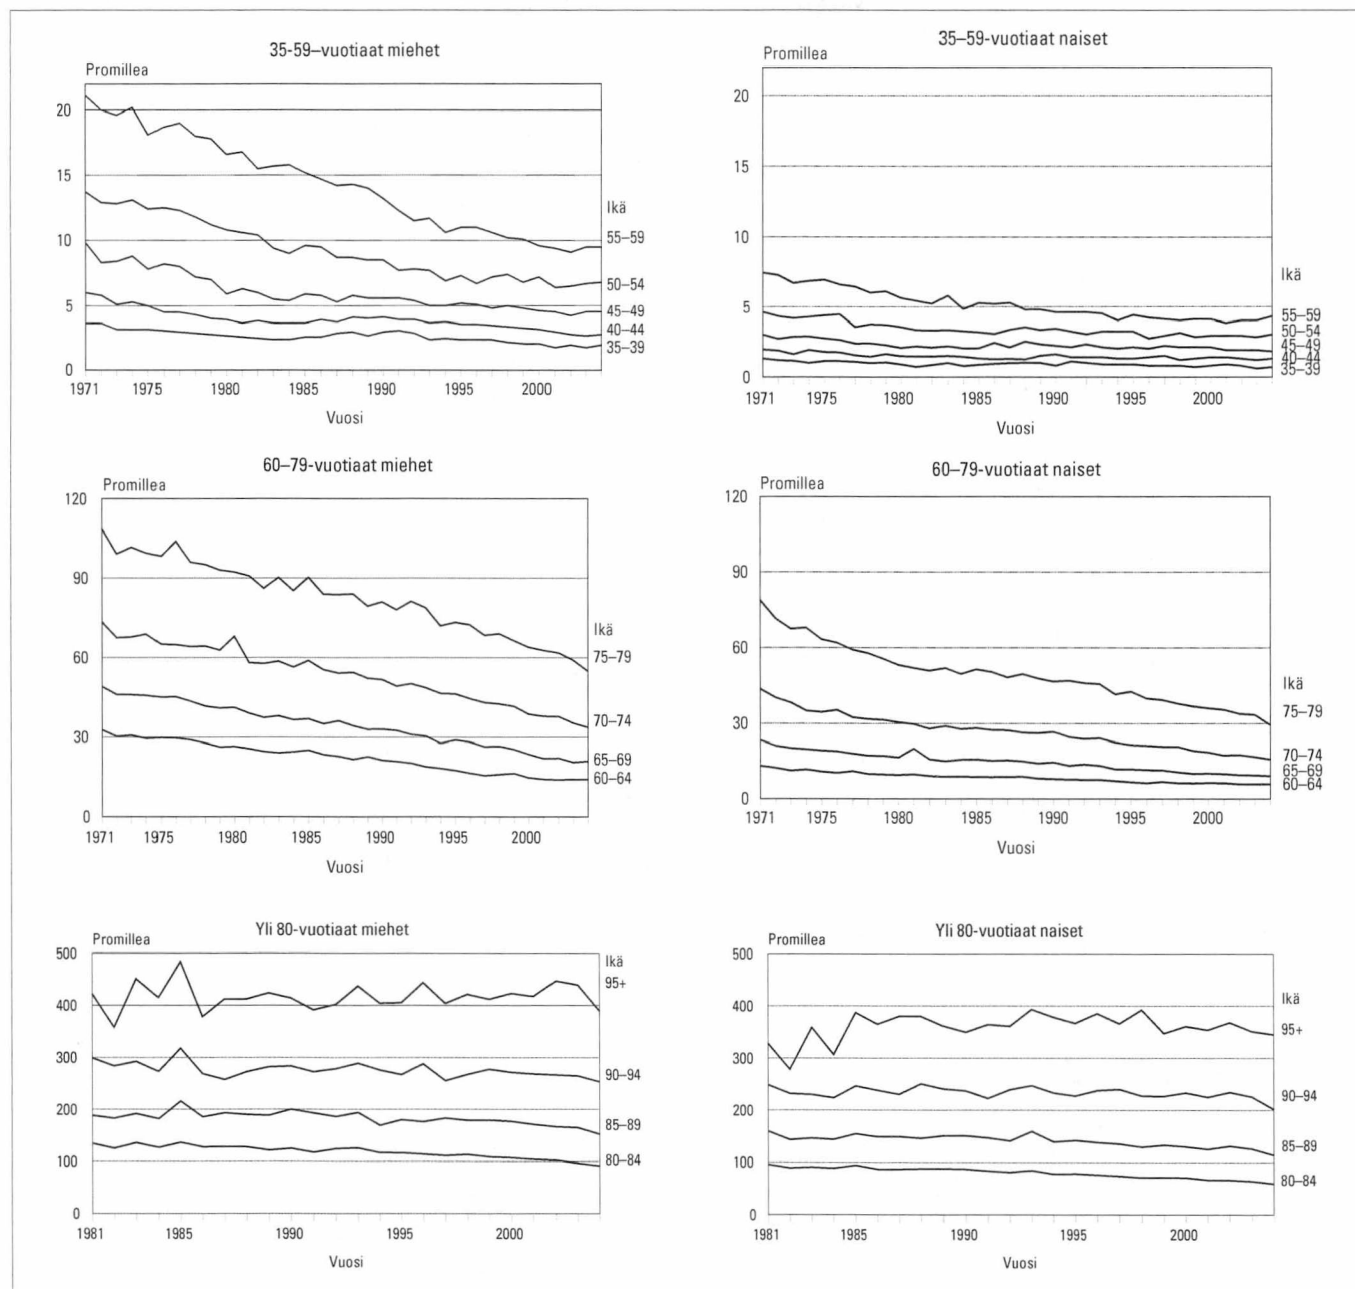 35-59–vuotiaat miehet
Promillea
20
15
10
5
0
Ikä
55–59
50–54
45–49
40–44
35–39
1971 1975 1980 1985 1990 1995 2000
Vuosi
35–59-vuotiaat naiset
Promillea
20
15
10
5
0
Ikä
55–59
50–54
45–49
40–44
35–39
1971 1975 1980 1985 1990 1995 2000
Vuosi
60–79-vuotiaat miehet
Promillea
120
90
60
30
0
Ikä
75–79
70–74
65–69
60–64
1971 1975 1980 1985 1990 1995 2000
Vuosi
60–79-vuotiaat naiset
Promillea
120
90
60
30
0
Ikä
75–79
70–74
65–69
60–64
1971 1975 1980 1985 1990 1995 2000
Vuosi
Yli 80-vuotiaat miehet
Promillea
500
400
300
200
100
0
Ikä
95+
90–94
85–89
80–84
1981 1985 1990 1995 2000
Vuosi
Yli 80-vuotiaat naiset
Promillea
500
400
300
200
100
0
Ikä
95+
90–94
85–89
80–84
1981 1985 1990 1995 2000
Vuosi